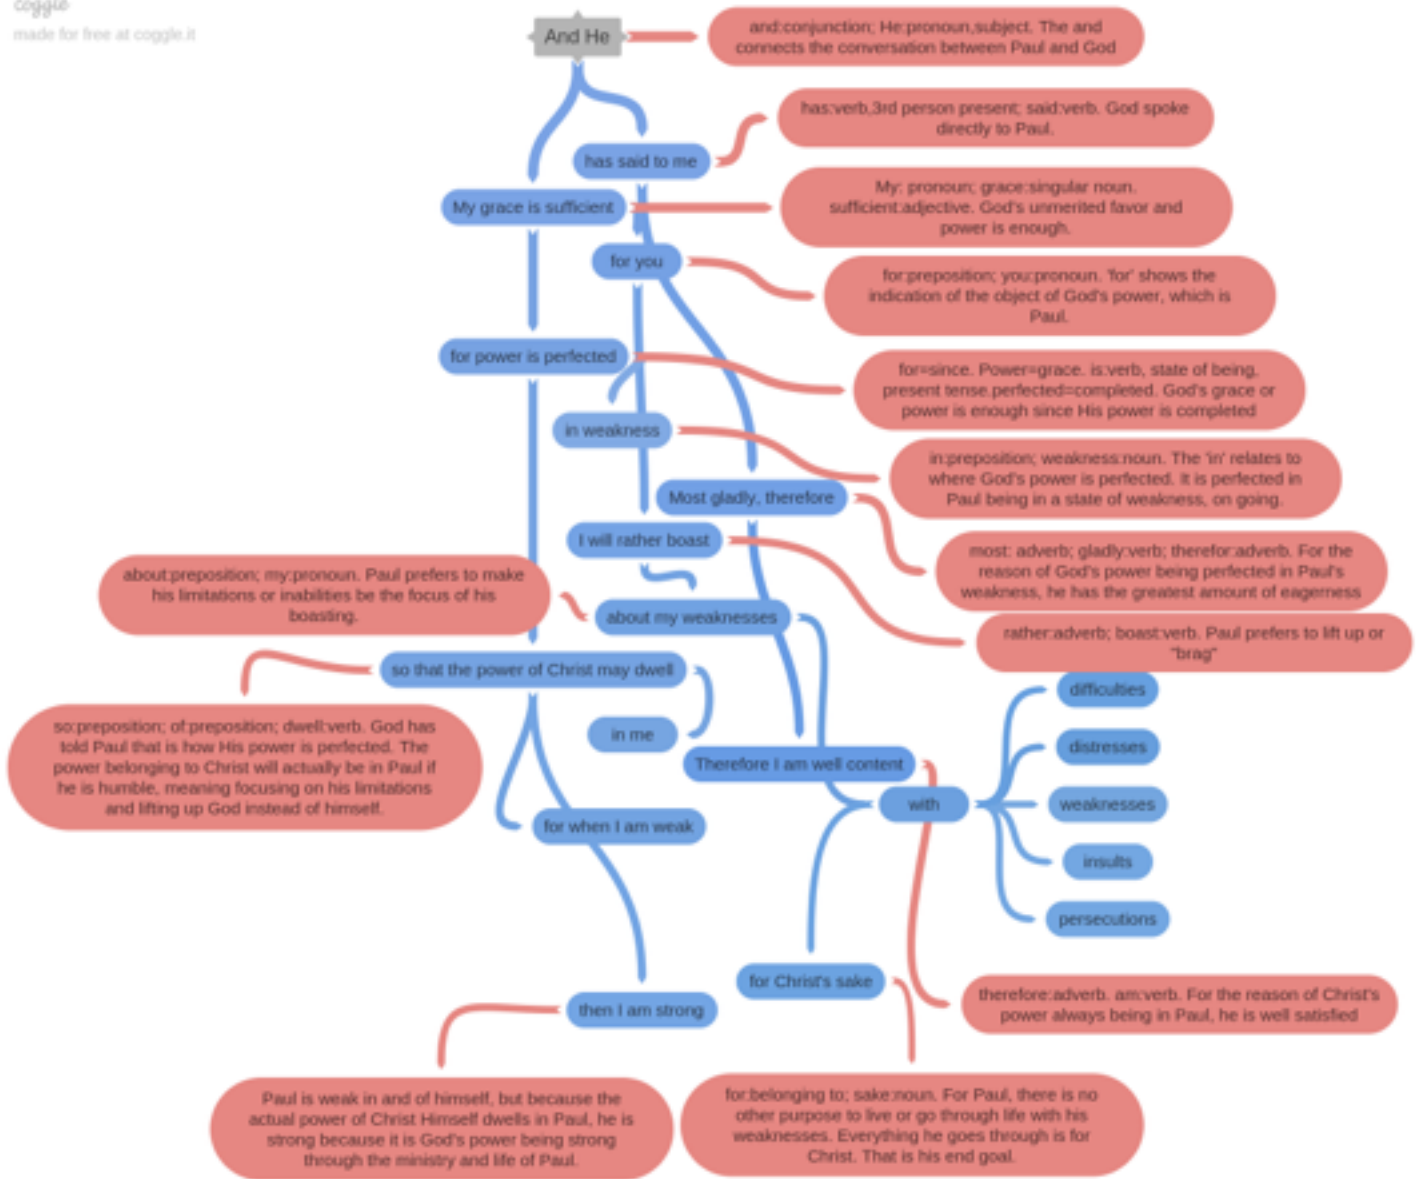 coggle
made for free at coggle.it
And He
and:conjunction; He:pronoun,subject. The and
connects the conversation between Paul and God
has:verb,3rd person present; said:verb. God spoke
directly to Paul.
has said to me
My grace is sufficient
My: pronoun; grace:singular noun.
sufficient:adjective. God's unmerited favor and
power is enough.
for you
for:preposition; you:pronoun. 'for' shows the
indication of the object of God's power, which is
Paul.
for power is perfected
for=since. Power=grace. is:verb, state of being,
present tense.perfected=completed. God's grace or
power is enough since His power is completed
in weakness
in:preposition; weakness:noun. The 'in' relates to
where God's power is perfected. It is perfected in
Paul being in a state of weakness, on going.
Most gladly, therefore
I will rather boast
most: adverb; gladly:verb; therefor:adverb. For the
reason of God's power being perfected in Paul's
weakness, he has the greatest amount of eagerness
about:preposition; my:pronoun. Paul prefers to make
his limitations or inabilities be the focus of his
boasting.
about my weaknesses
rather:adverb; boast:verb. Paul prefers to lift up or
"brag"
so that the power of Christ may dwell
difficulties
so:preposition; of:preposition; dwell:verb. God has
told Paul that is how His power is perfected. The
power belonging to Christ will actually be in Paul if
he is humble, meaning focusing on his limitations
and lifting up God instead of himself.
in me
distresses
Therefore I am well content
with
weaknesses
for when I am weak
insults
persecutions
for Christ's sake
therefore:adverb. am:verb. For the reason of Christ's
power always being in Paul, he is well satisfied
then I am strong
Paul is weak in and of himself, but because the
actual power of Christ Himself dwells in Paul, he is
strong because it is God's power being strong
through the ministry and life of Paul.
for:belonging to; sake:noun. For Paul, there is no
other purpose to live or go through life with his
weaknesses. Everything he goes through is for
Christ. That is his end goal.